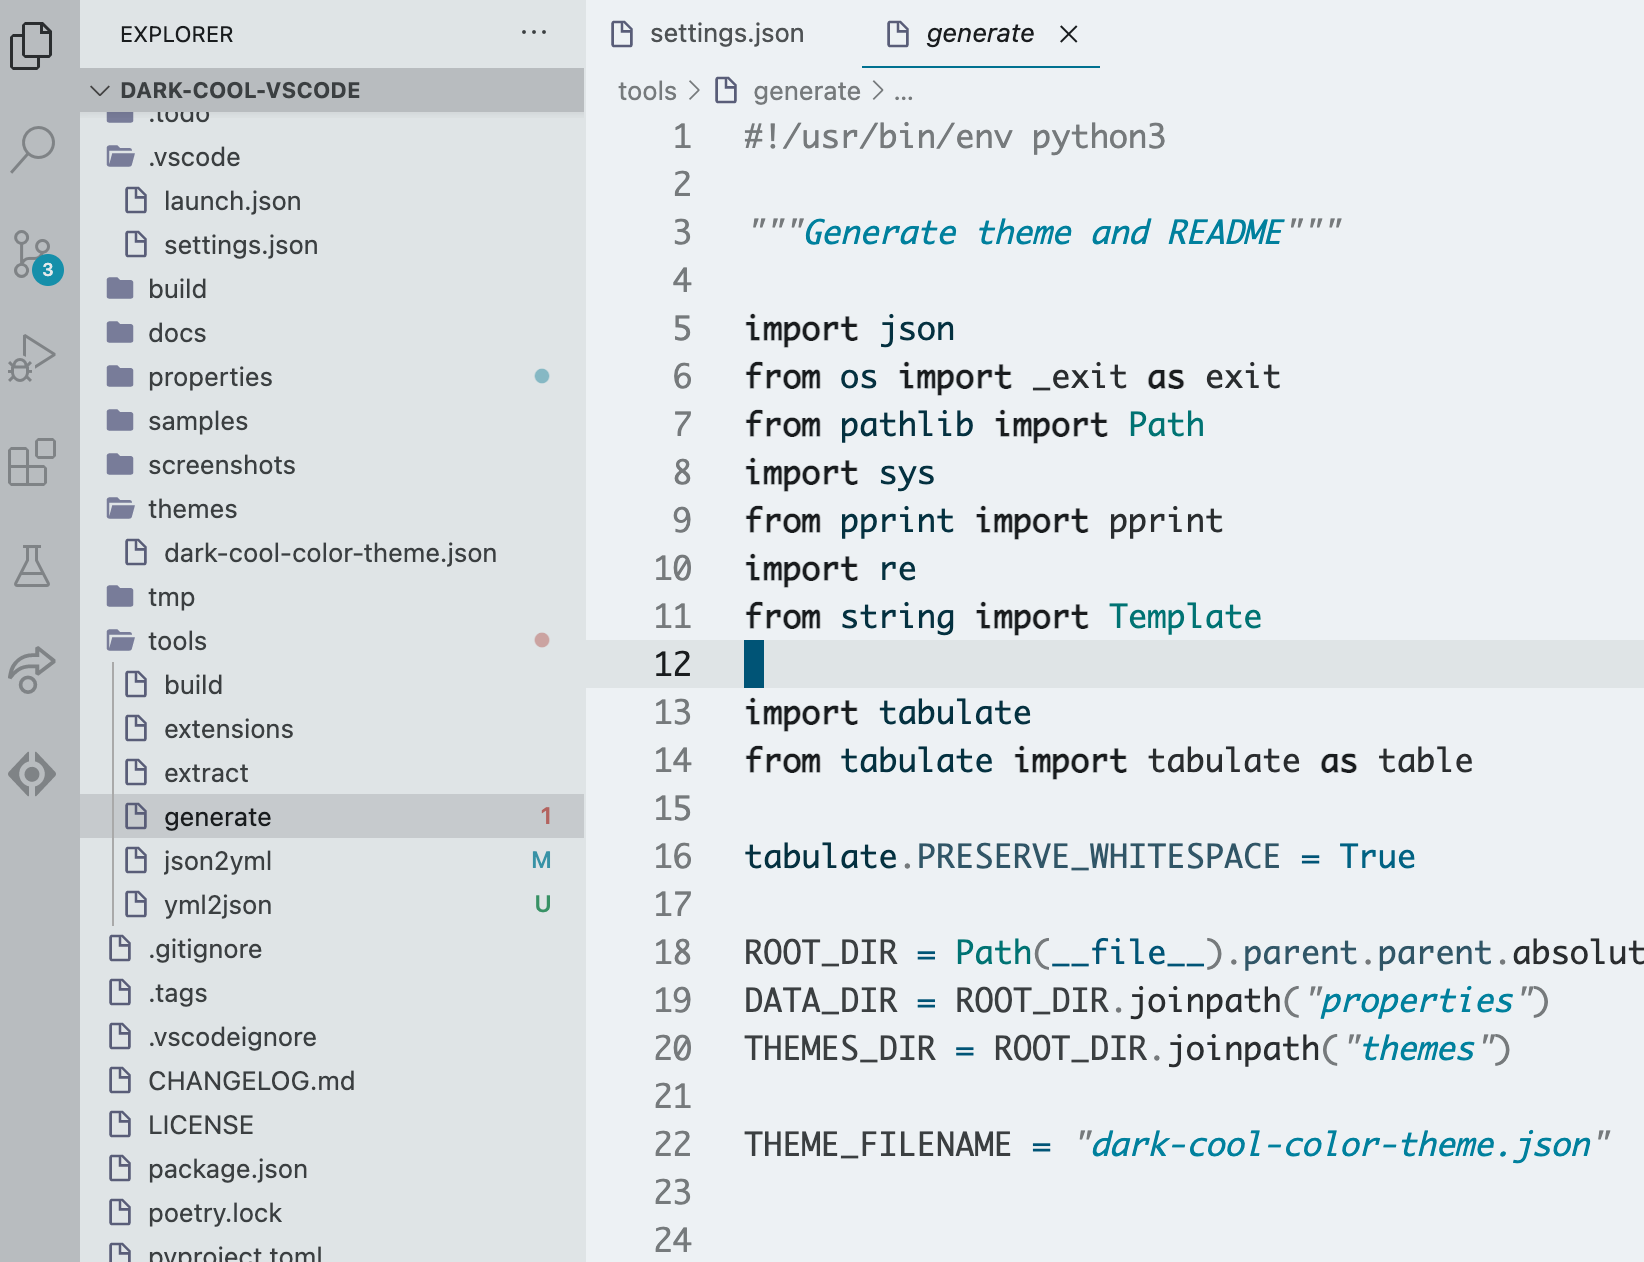 EXPLORER
DARK-COOL-VSCODE
.todo
.vscode
launch.json
settings.json
build
docs
properties
samples
screenshots
themes
dark-cool-color-theme.json
tmp
tools
build
extensions
extract
generate 1
json2yml M
yml2json U
.gitignore
.tags
.vscodeignore
CHANGELOG.md
LICENSE
package.json
poetry.lock
pyproject.toml
3
settings.json
generate
tools > generate > ...
1 #!/usr/bin/env python3
2
3 """Generate theme and README"""
4
5 import json
6 from os import _exit as exit
7 from pathlib import Path
8 import sys
9 from pprint import pprint
10 import re
11 from string import Template
12
13 import tabulate
14 from tabulate import tabulate as table
15
16 tabulate.PRESERVE_WHITESPACE = True
17
18 ROOT_DIR = Path(__file__).parent.parent.absolut
19 DATA_DIR = ROOT_DIR.joinpath("properties")
20 THEMES_DIR = ROOT_DIR.joinpath("themes")
21
22 THEME_FILENAME = "dark-cool-color-theme.json"
23
24